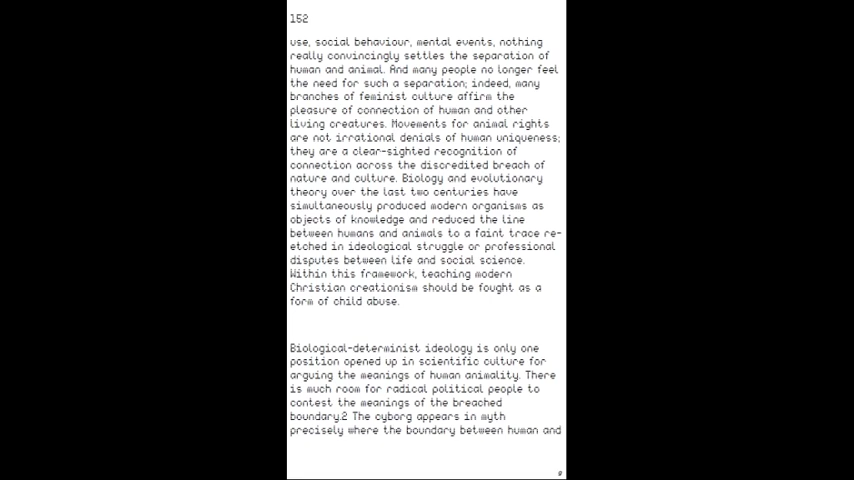 152
use, social behaviour, mental events, nothing
really convincingly settles the separation of
human and animal. And many people no longer feel
the need for such a separation; indeed, many
branches of feminist culture affirm the
pleasure of connection of human and other
living creatures. Movements for animal rights
are not irrational denials of human uniqueness;
they are a clear-sighted recognition of
connection across the discredited breach of
nature and culture. Biology and evolutionary
theory over the last two centuries have
simultaneously produced modern organisms as
objects of knowledge and reduced the line
between humans and animals to a faint trace re-
etched in ideological struggle or professional
disputes between life and social science.
Within this framework, teaching modern
Christian creationism should be fought as a
form of child abuse.
Biological-determinist ideology is only one
position opened up in scientific culture for
arguing the meanings of human animality. There
is much room for radical political people to
contest the meanings of the breached
boundary.2 The cyborg appears in myth
precisely where the boundary between human and